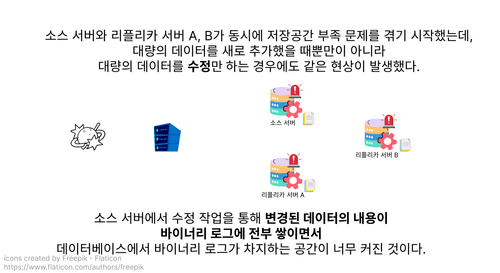 소스 서버와 리플리카 서버 A, B가 동시에 저장공간 부족 문제를 겪기 시작했는데,
대량의 데이터를 새로 추가했을 때뿐만이 아니라
대량의 데이터를 수정만 하는 경우에도 같은 현상이 발생했다.
소스 서버
리플리카 서버 B
리플리카 서버 A
소스 서버에서 수정 작업을 통해 변경된 데이터의 내용이
바이너리 로그에 전부 쌓이면서
데이터베이스에서 바이너리 로그가 차지하는 공간이 너무 커진 것이다.
icons created by Freepik - Flaticon
https://www.flaticon.com/authors/freepik